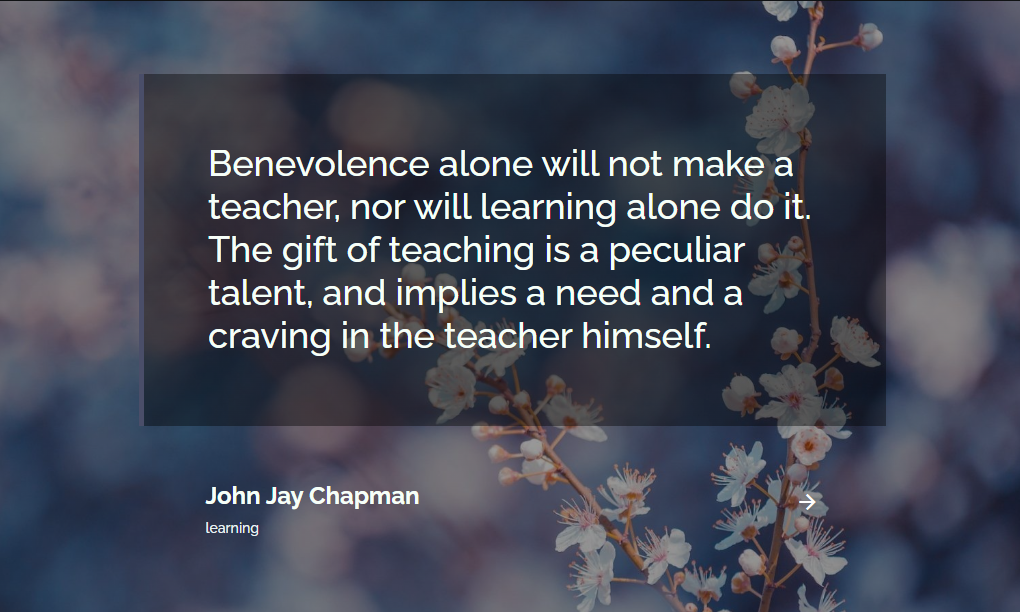 Benevolence alone will not make a
teacher, nor will learning alone do it.
The gift of teaching is a peculiar
talent, and implies a need and a
craving in the teacher himself.
John Jay Chapman
learning